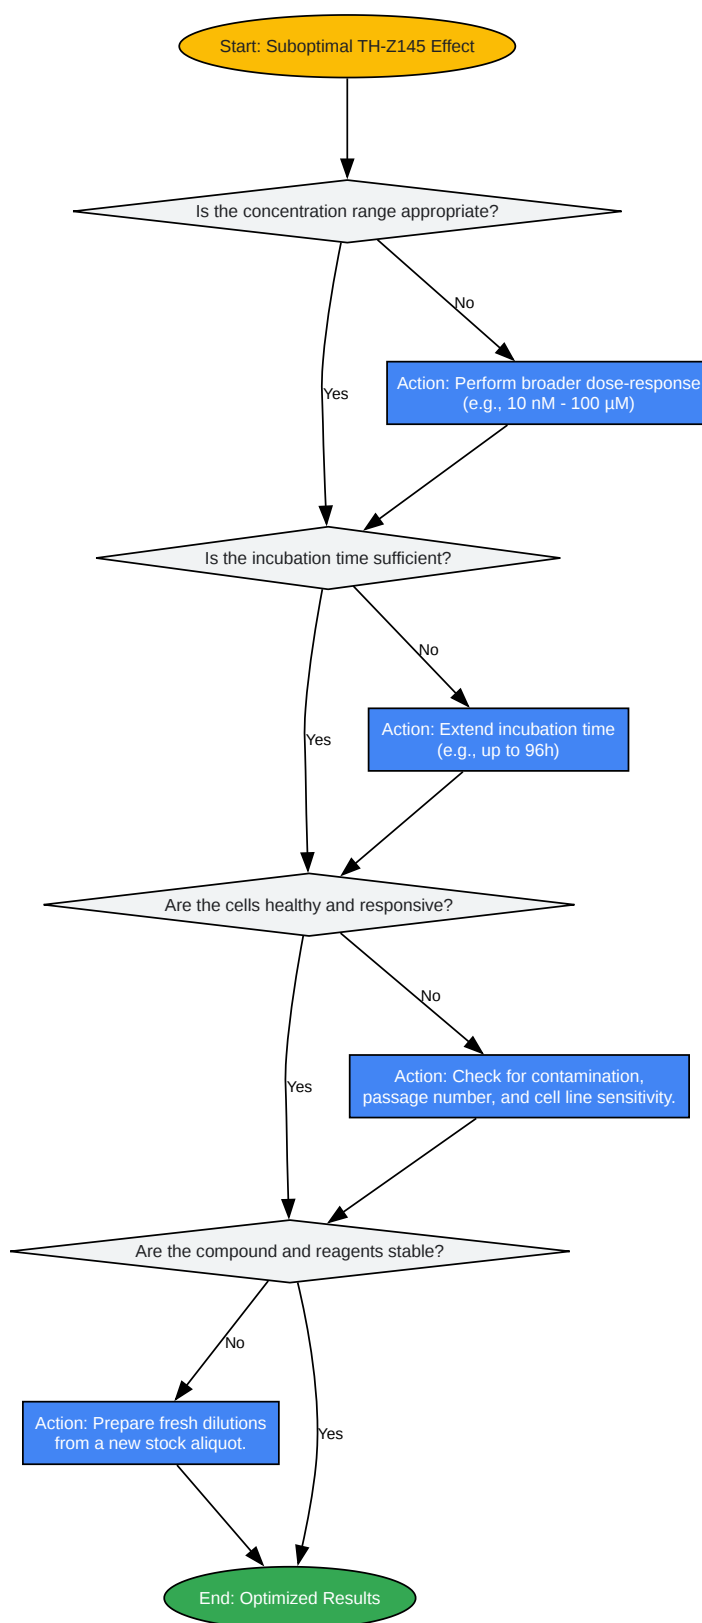 Start: Suboptimal TH-Z145 Effect
Is the concentration range appropriate?
No
Yes
Action: Perform broader dose-response
(e.g., 10 nM - 100 µM)
Is the incubation time sufficient?
No
Yes
Action: Extend incubation time
(e., up to 96h)
Are the cells healthy and responsive?
No
Yes
Action: Check for contamination,
passage number, and cell line sensitivity.
Are the compound and reagents stable?
No
Action: Prepare fresh dilutions
from a new stock aliquot.
Yes
End: Optimized Results